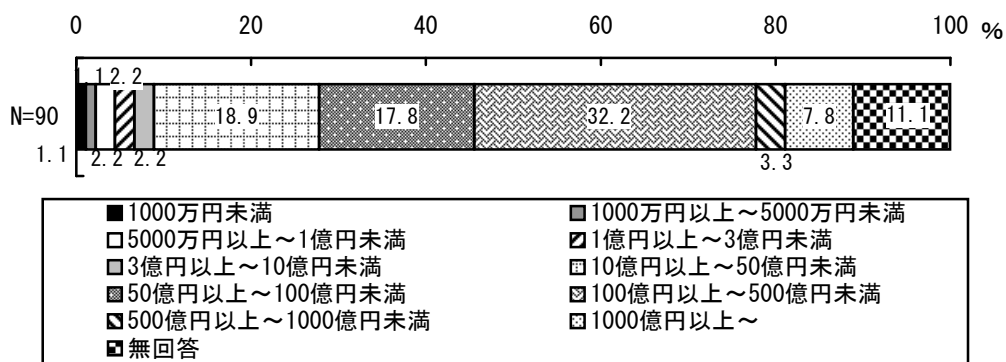 0 20 40 60 80 100 %
1.1 2.2
N=90 18.9 17.8 32.2 7.8 11.1
1.1 2.2 2.2 3.3
1000万円未満 1000万円以上～5000万円未満
5000万円以上～1億円未満 1億円以上～3億円未満
3億円以上～10億円未満 10億円以上～50億円未満
50億円以上～100億円未満 100億円以上～500億円未満
500億円以上～1000億円未満 1000億円以上～
無回答